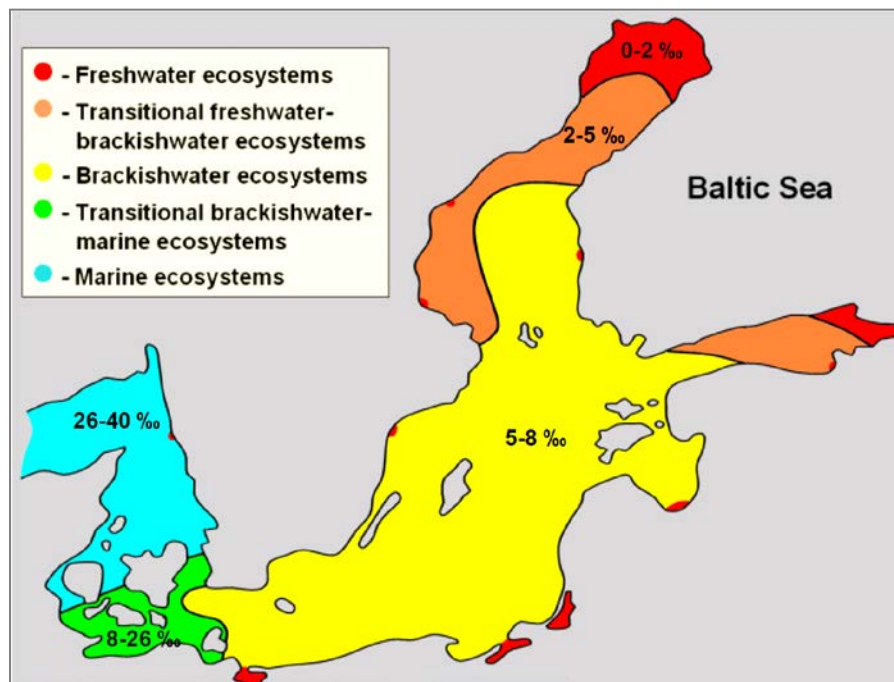 0-2 ‰
- Freshwater ecosystems
- Transitional freshwater-
brackishwater ecosystems
- Brackishwater ecosystems
- Transitional brackishwater-
marine ecosystems
- Marine ecosystems
2-5 ‰
Baltic Sea
26-40 ‰
5-8 ‰
8-26 ‰